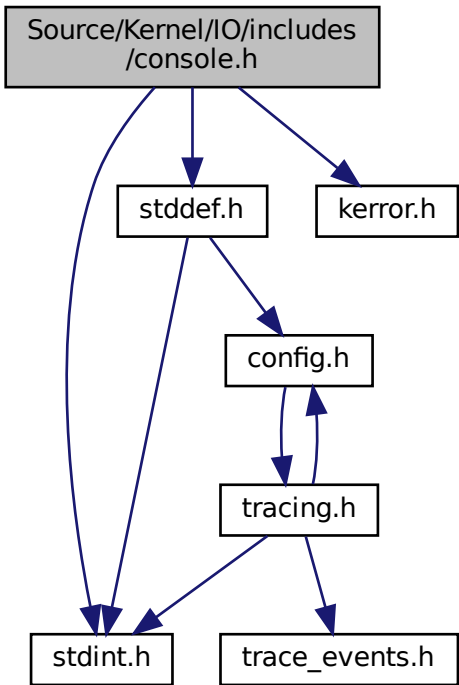 Source/Kernel/IO/includes
/console.h
stddef.h
kerror.h
config.h
tracing.h
stdint.h
trace_events.h